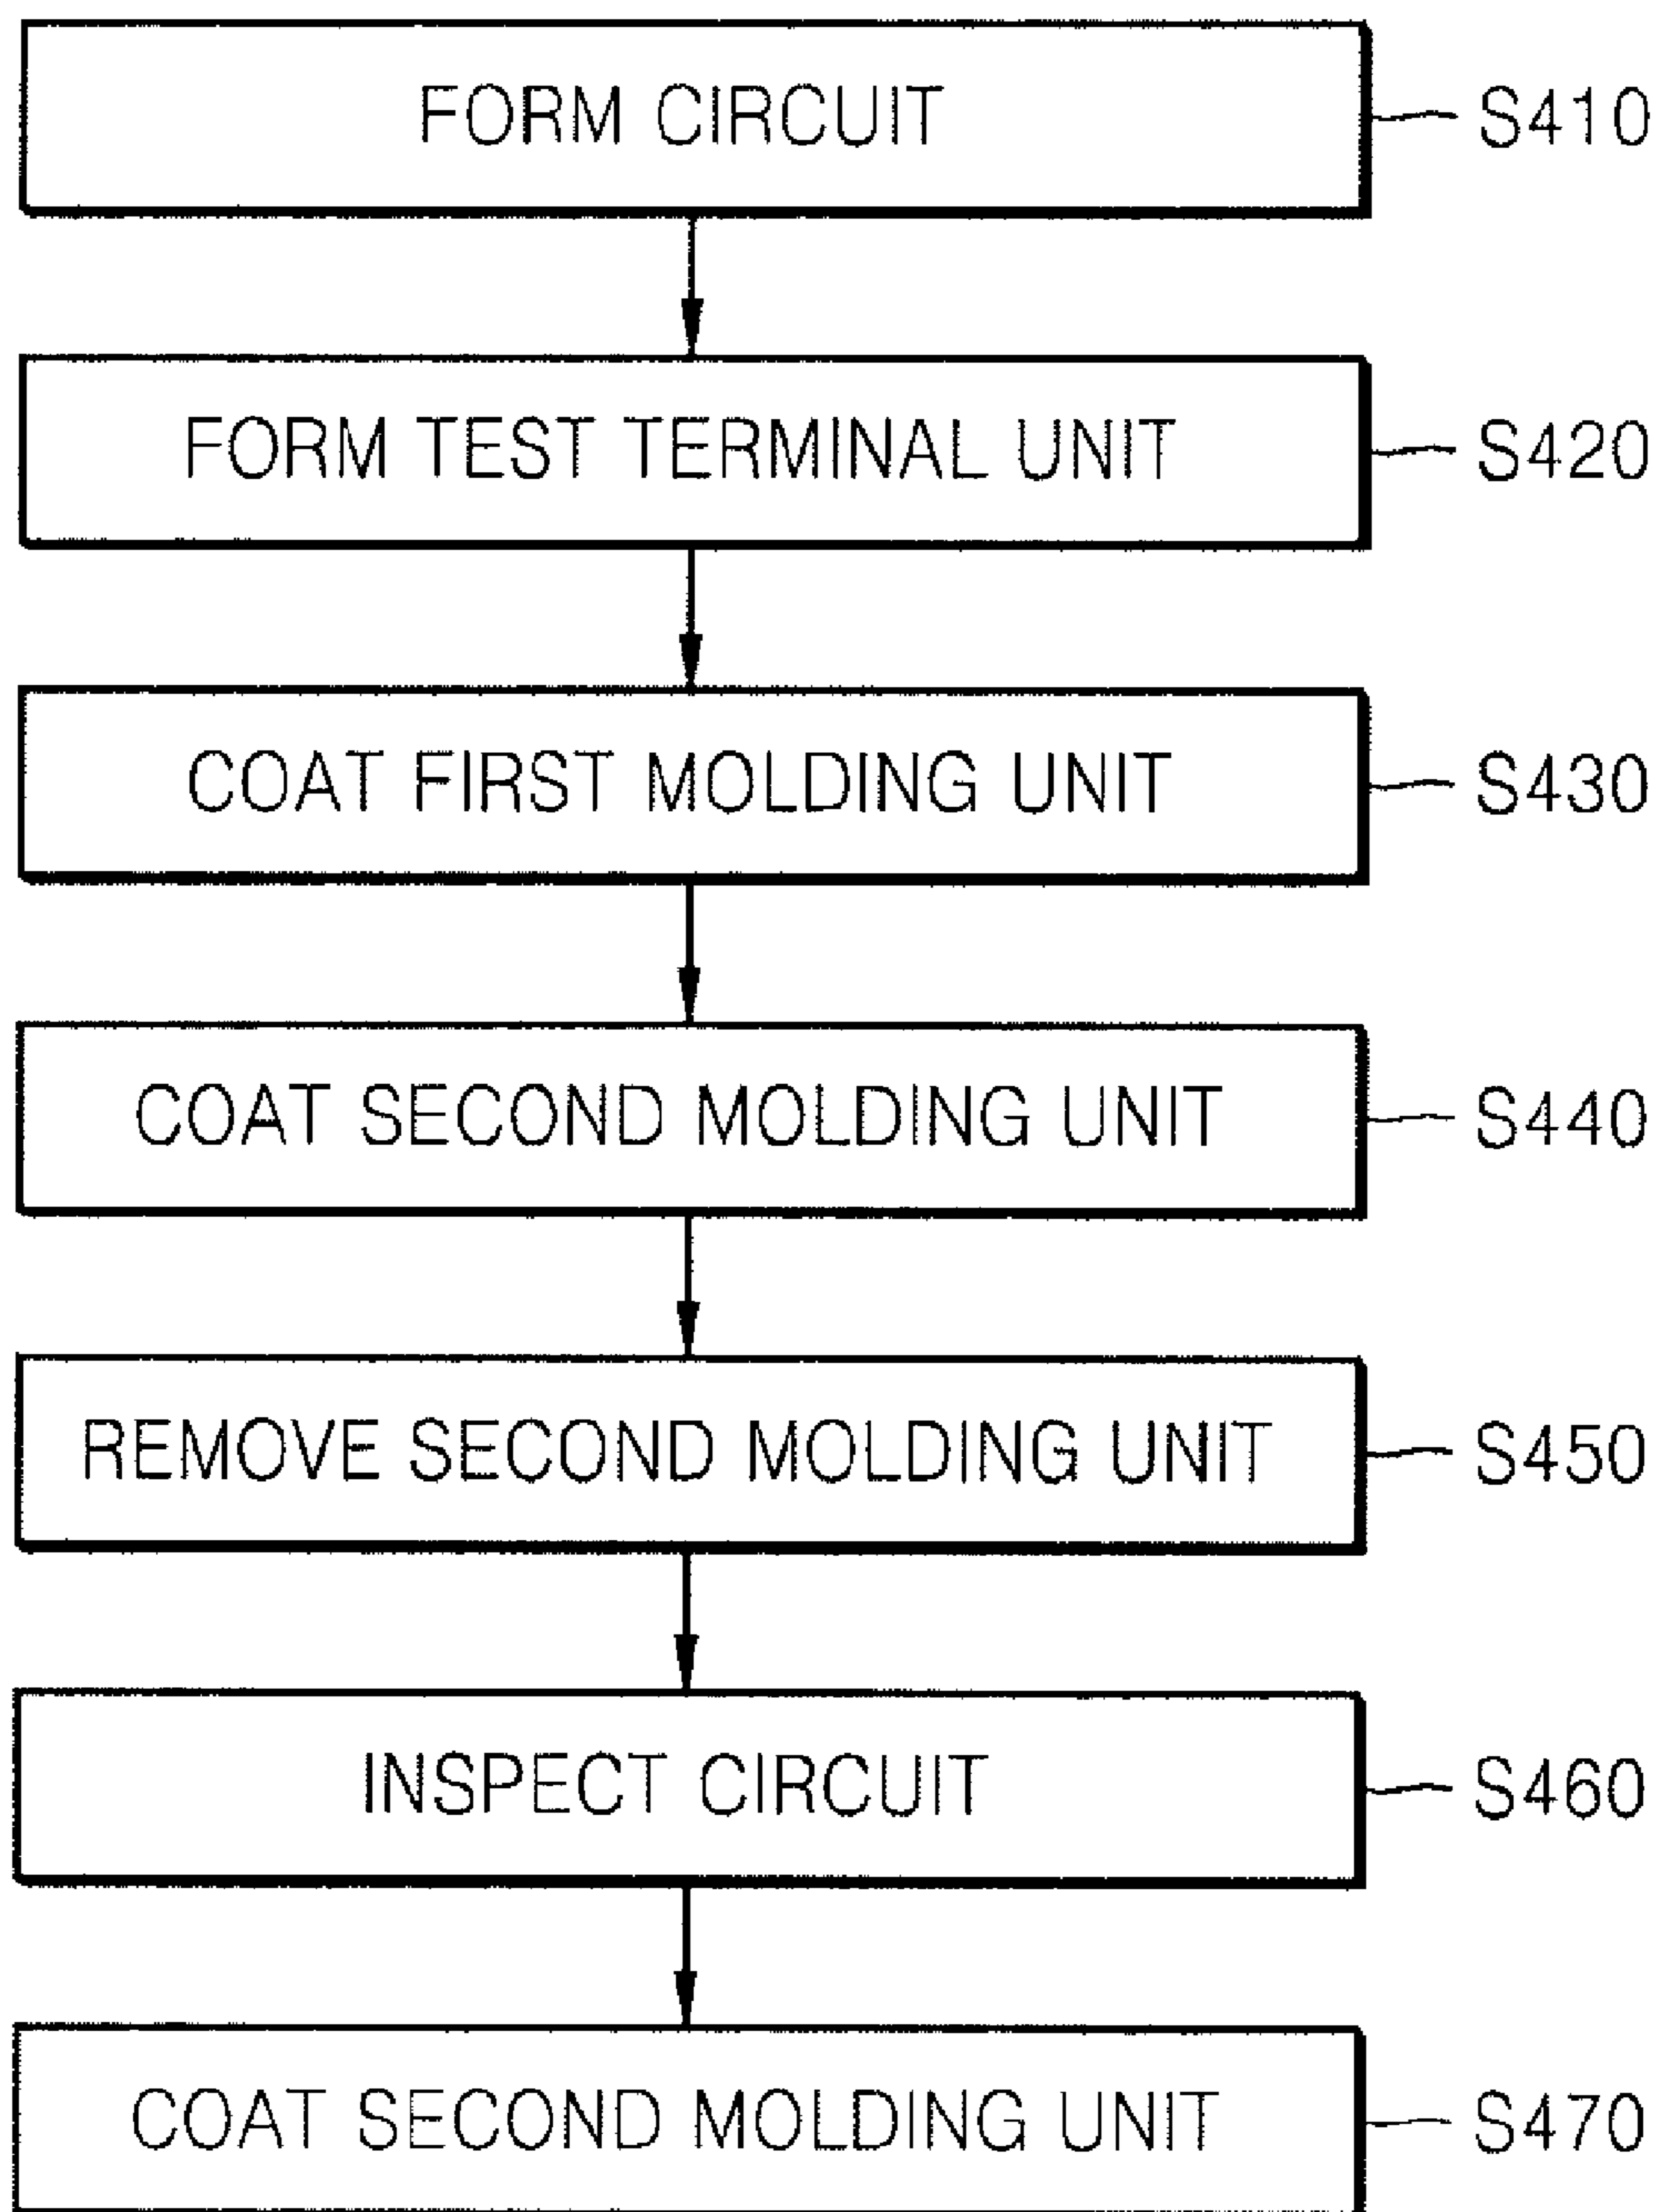 FORM CIRCUIT S410
FORM TEST TERMINAL UNIT S420
COAT FIRST MOLDING UNIT S430
COAT SECOND MOLDING UNIT S440
REMOVE SECOND MOLDING UNIT S450
INSPECT CIRCUIT S460
COAT SECOND MOLDING UNIT S470